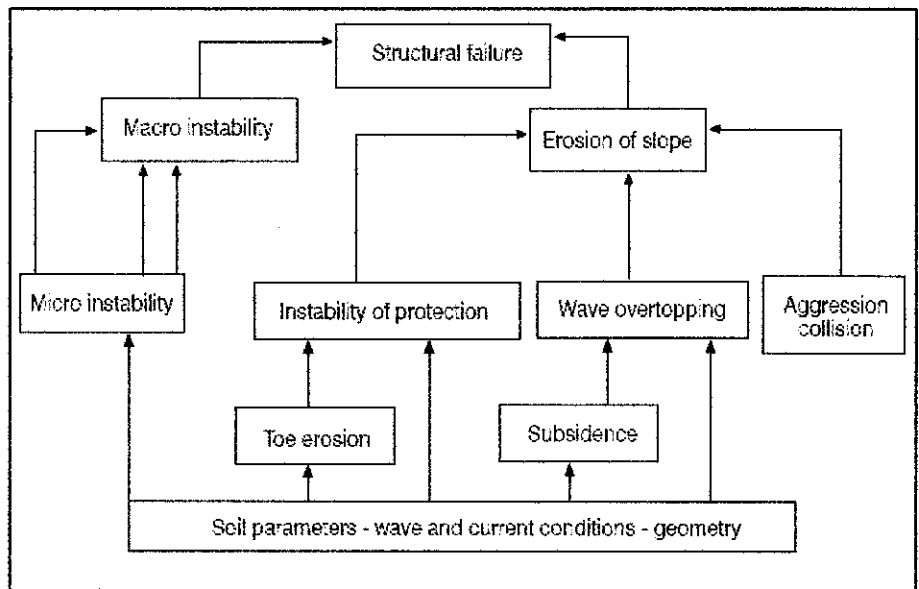 Structural failure
Macro instability
Erosion of slope
Micro instability
Instability of protection
Wave overtopping
Aggression
collision
Toe erosion
Subsidence
Soil parameters - wave and current conditions - geometry